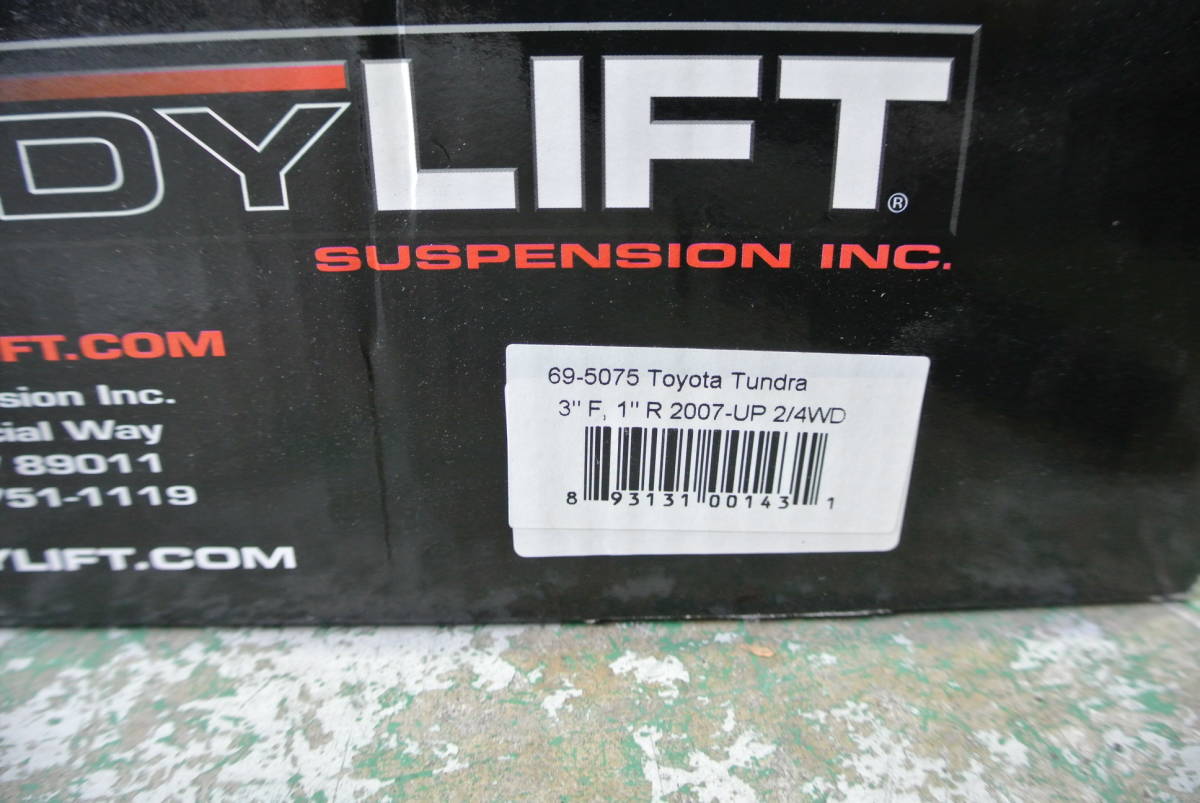 DYLIFT®
SUSPENSION INC.
FT.COM
sion Inc.
cial Way
89011
751-1119
YLIFT.COM
69-5075 Toyota Tundra
3" F, 1" R 2007-UP 2/4WD
8 93131 00143 1